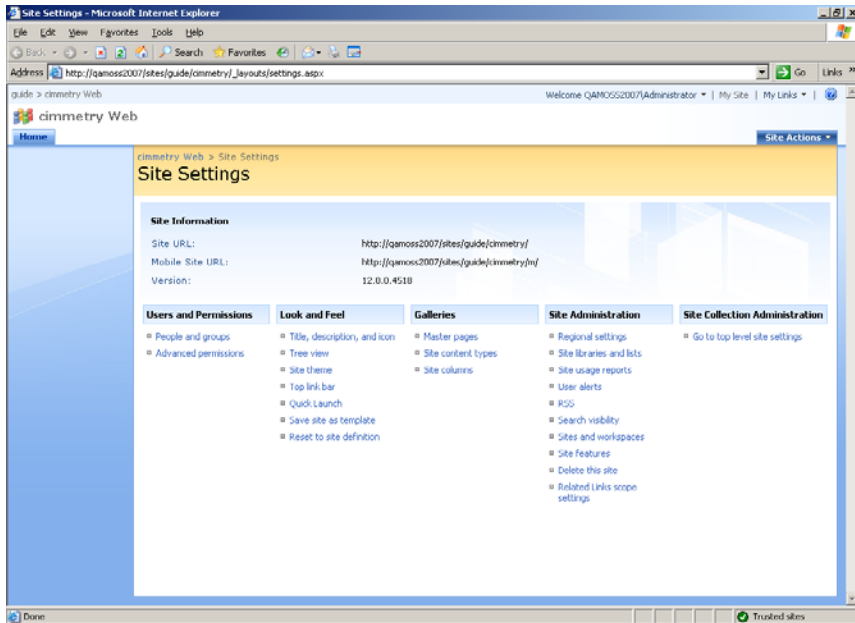 Site Settings - Microsoft Internet Explorer
File Edit View Favorites Tools Help
Back Search Favorites
Address http://qamoss2007/sites/guide/cimmetry/_layouts/settings.aspx Go Links »
guide > cimmetry Web Welcome QAMOSS2007\Administrator | My Site | My Links |
cimmetry Web
Home Site Actions
cimmetry Web > Site Settings
Site Settings
Site Information
Site URL: http://qamoss2007/sites/guide/cimmetry/
Mobile Site URL: http://qamoss2007/sites/guide/cimmetry/m/
Version: 12.0.0.4518
Users and Permissions Look and Feel Galleries Site Administration Site Collection Administration
People and groups Title, description, and icon Master pages Regional settings Go to top level site settings
Advanced permissions Tree view Site content types Site libraries and lists
Site theme Site columns Site usage reports
Top link bar User alerts
Quick Launch RSS
Save site as template Search visibility
Reset to site definition Sites and workspaces
Site features
Delete this site
Related Links scope
settings
Done Trusted sites